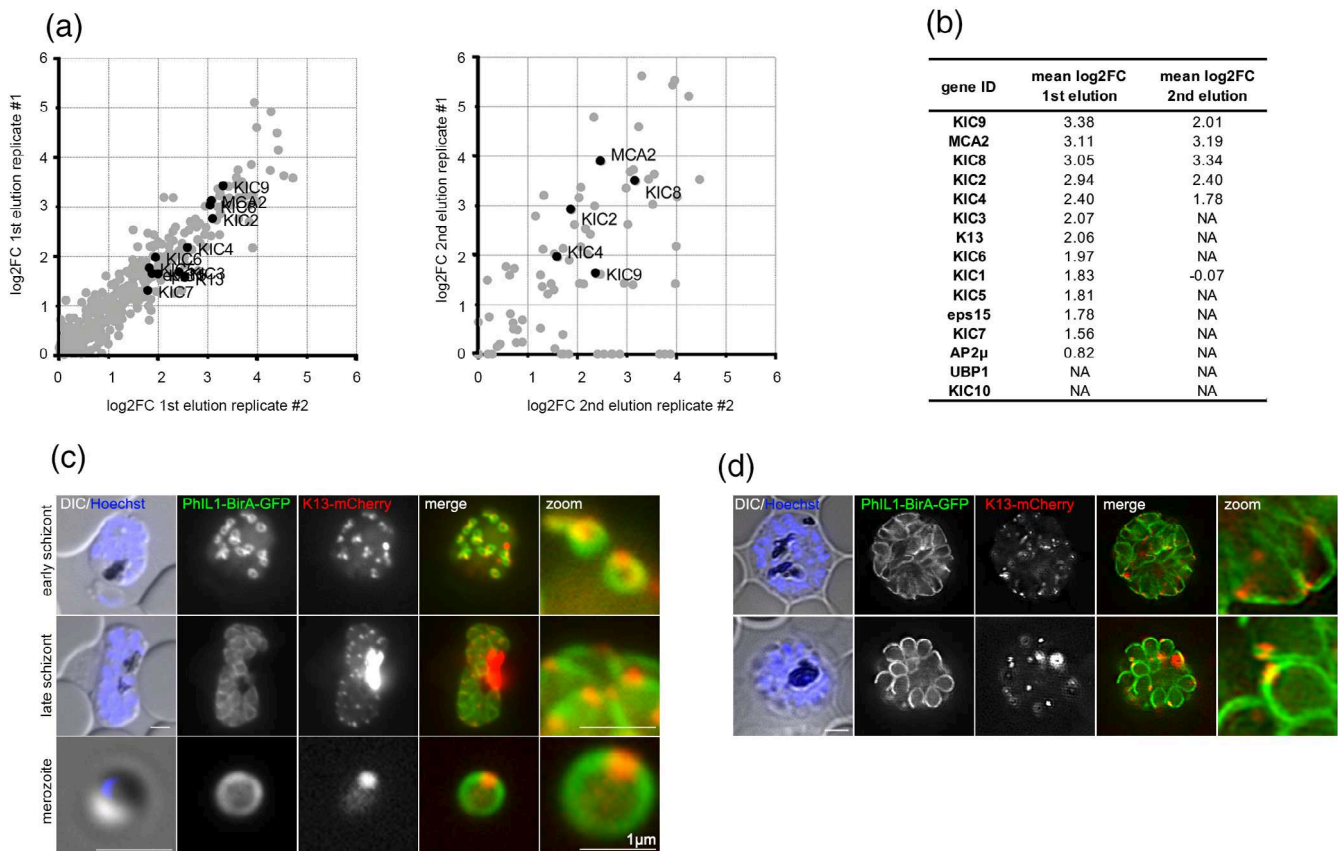 (a)
log2FC 1st elution replicate #1
6
5
4
3
2
1
0
0 1 2 3 4 5 6
log2FC 1st elution replicate #2
KIC9
MCA2
KIC8
KIC2
KIC4
KIC6
KIC3
K13
KIC7
log2FC 2nd elution replicate #1
6
5
4
3
2
1
0
0 1 2 3 4 5 6
log2FC 2nd elution replicate #2
MCA2
KIC8
KIC2
KIC4
KIC9
(b)
gene ID mean log2FC 1st elution mean log2FC 2nd elution
KIC9 3.38 2.01
MCA2 3.11 3.19
KIC8 3.05 3.34
KIC2 2.94 2.40
KIC4 2.40 1.78
KIC3 2.07 NA
K13 2.06 NA
KIC6 1.97 NA
KIC1 1.83 -0.07
KIC5 1.81 NA
eps15 1.78 NA
KIC7 1.56 NA
AP2µ 0.82 NA
UBP1 NA NA
KIC10 NA NA
(c)
DIC/Hoechst PhIL1-BirA-GFP K13-mCherry merge zoom
early schizont
late schizont
merozoite
1µm
(d)
DIC/Hoechst PhIL1-BirA-GFP K13-mCherry merge zoom